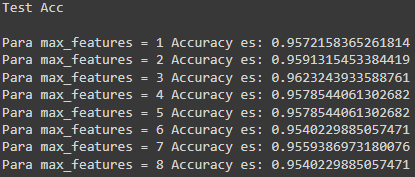 Test Acc
Para max_features = 1 Accuracy es: 0.9572158365261814
Para max_features = 2 Accuracy es: 0.9591315453384419
Para max_features = 3 Accuracy es: 0.9623243933588761
Para max_features = 4 Accuracy es: 0.9578544061302682
Para max_features = 5 Accuracy es: 0.9578544061302682
Para max_features = 6 Accuracy es: 0.9540229885057471
Para max_features = 7 Accuracy es: 0.9559386973180076
Para max_features = 8 Accuracy es: 0.9540229885057471